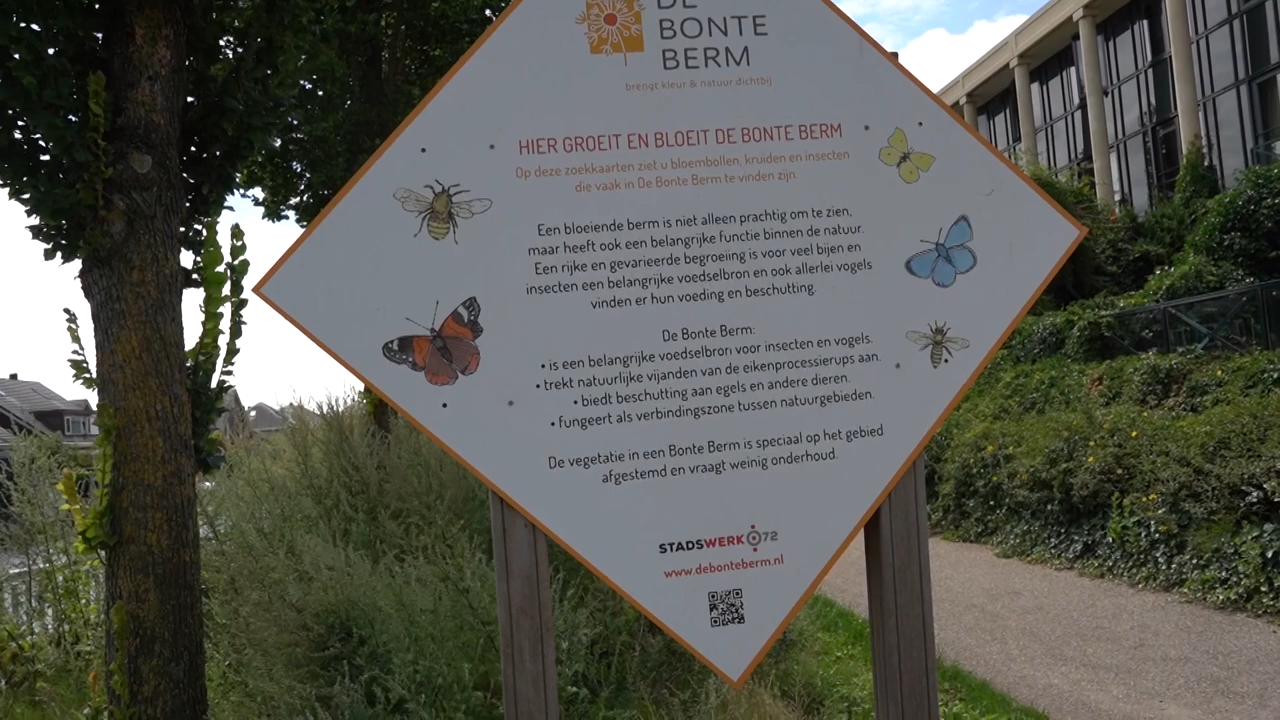 DE
BONTE
BERM
brengt kleur & natuur dichtbij
HIER GROEIT EN BLOEIT DE BONTE BERM
Op deze zoekkaarten ziet u bloembollen, kruiden en insecten
die vaak in De Bonte Berm te vinden zijn.
Een bloeiende berm is niet alleen prachtig om te zien,
maar heeft ook een belangrijke functie binnen de natuur.
Een rijke en gevarieerde begroeiing is voor veel bijen en
insecten een belangrijke voedselbron en ook allerlei vogels
vinden er hun voeding en beschutting.
De Bonte Berm:
• is een belangrijke voedselbron voor insecten en vogels.
• trekt natuurlijke vijanden van de eikenprocessierups aan.
• biedt beschutting aan egels en andere dieren.
• fungeert als verbindingszone tussen natuurgebieden.
De vegetatie in een Bonte Berm is speciaal op het gebied
afgestemd en vraagt weinig onderhoud.
STADSWERK 72
www.debonteberm.nl